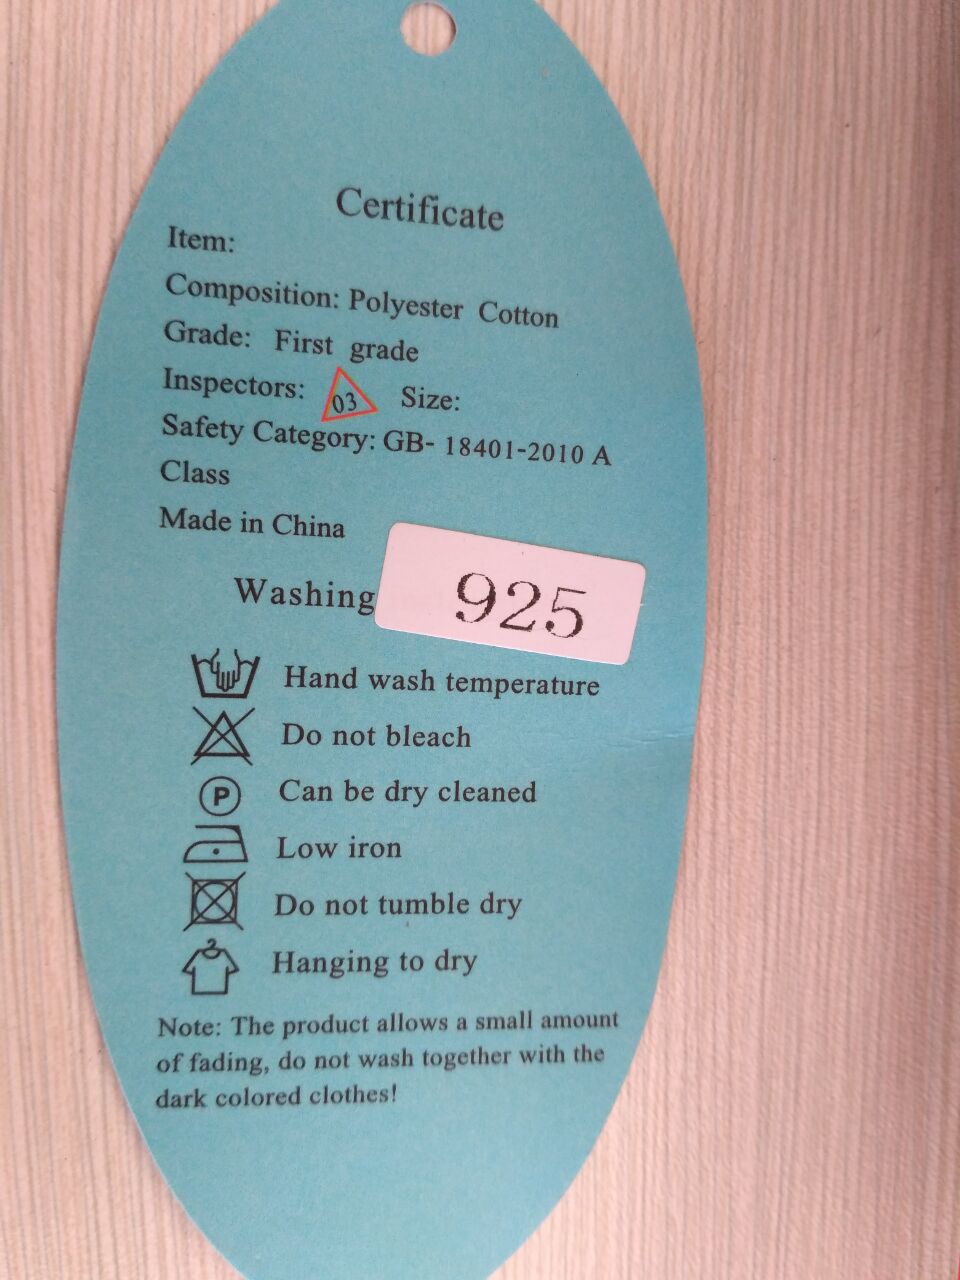 Certificate
Item:
Composition: Polyester Cotton
Grade: First grade
Inspectors: 03 Size:
Safety Category: GB- 18401-2010 A
Class
Made in China
Washing 925
Hand wash temperature
Do not bleach
P Can be dry cleaned
Low iron
Do not tumble dry
Hanging to dry
Note: The product allows a small amount
of fading, do not wash together with the
dark colored clothes!